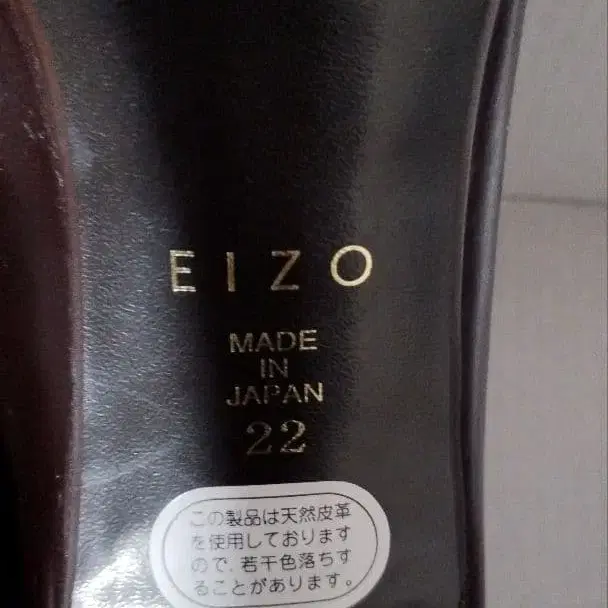 EIZO
MADE
IN
JAPAN
22
この製品は天然皮革
を使用しております
ので、若干色落ちす
ることがあります。